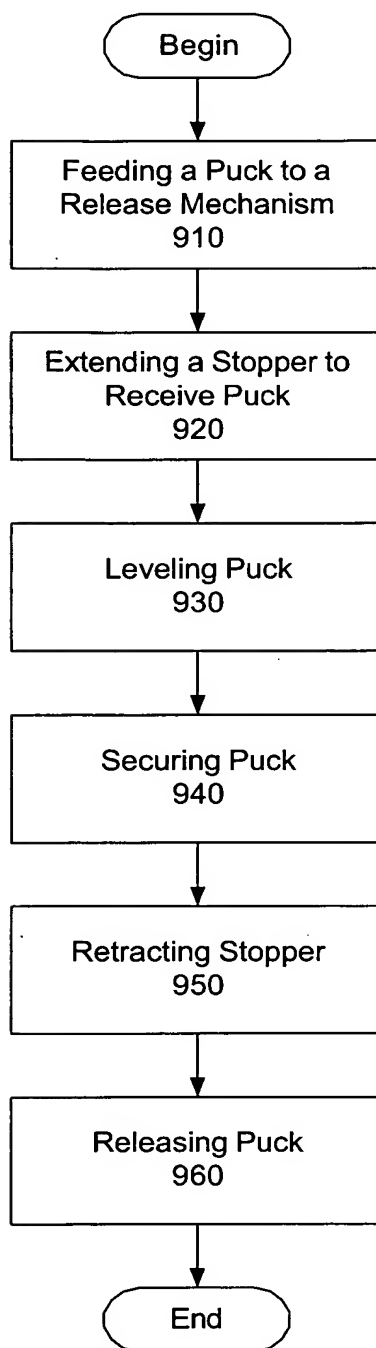 Begin
Feeding a Puck to a
Release Mechanism
910
Extending a Stopper to
Receive Puck
920
Leveling Puck
930
Securing Puck
940
Retracting Stopper
950
Releasing Puck
960
End